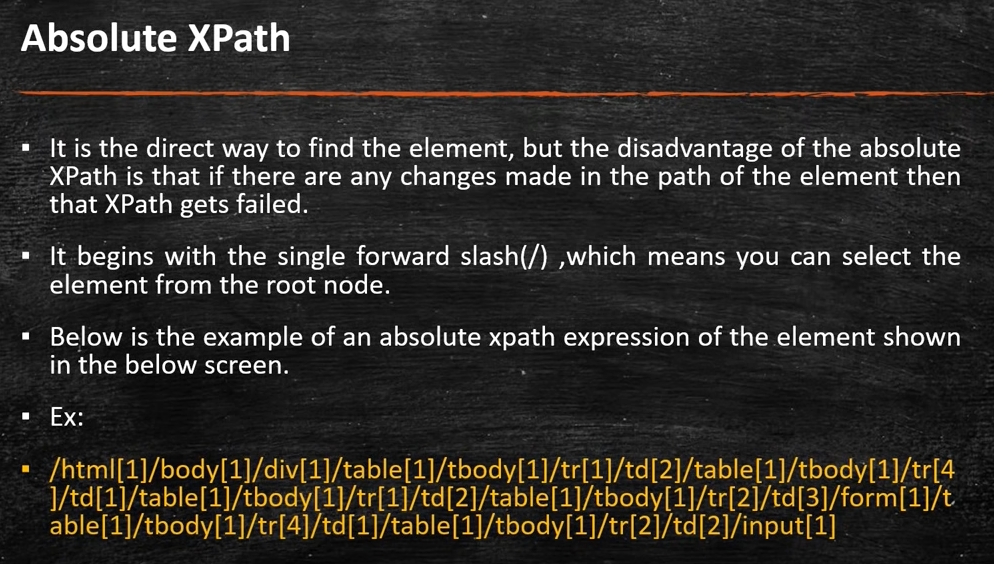 Absolute XPath
▪ It is the direct way to find the element, but the disadvantage of the absolute
XPath is that if there are any changes made in the path of the element then
that XPath gets failed.
▪ It begins with the single forward slash(/) ,which means you can select the
element from the root node.
▪ Below is the example of an absolute xpath expression of the element shown
in the below screen.
▪ Ex:
▪ /html[1]/body[1]/div[1]/table[1]/tbody[1]/tr[1]/td[2]/table[1]/tbody[1]/tr[4
]/td[1]/table[1]/tbody[1]/tr[1]/td[2]/table[1]/tbody[1]/tr[2]/td[3]/form[1]/t
able[1]/tbody[1]/tr[4]/td[1]/table[1]/tbody[1]/tr[2]/td[2]/input[1]